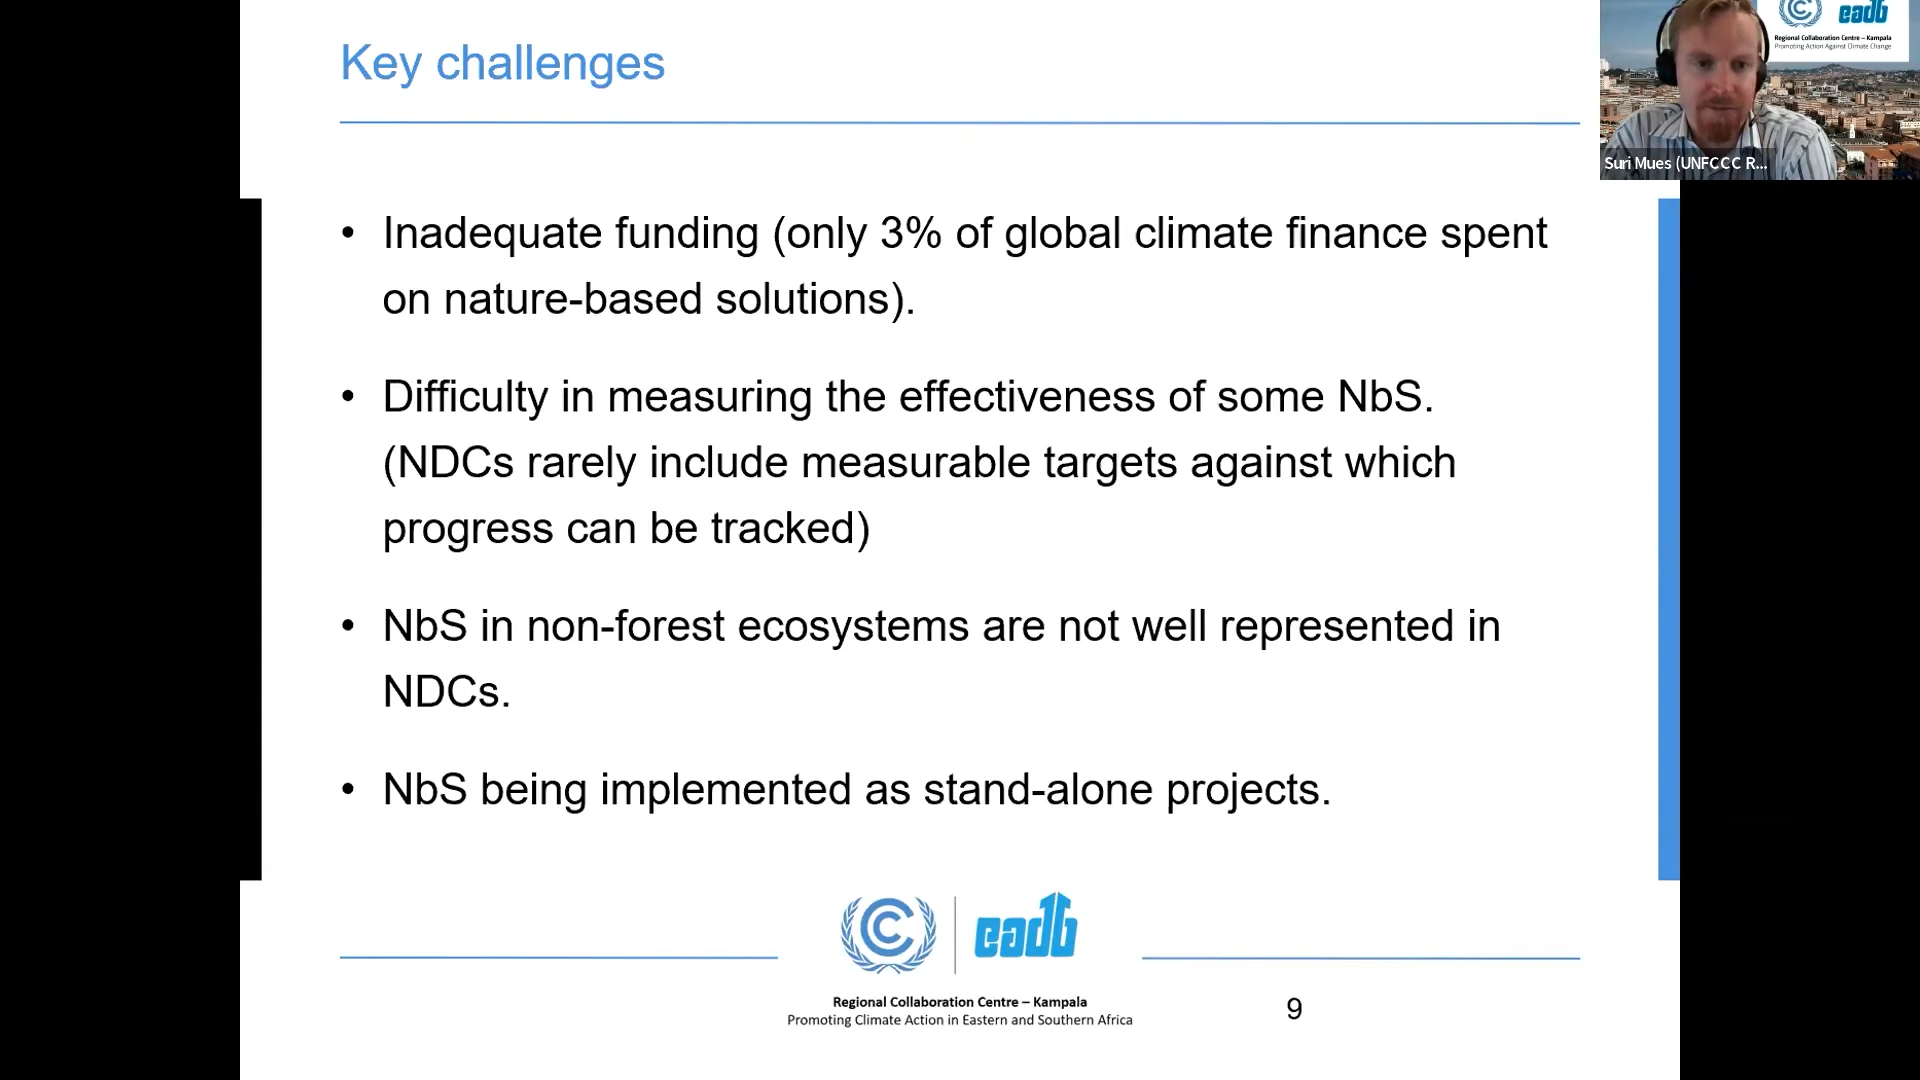 Key challenges
eadb
Regional Collaboration Centre – Kampala
Promoting Action Against Climate Change
Suri Mues (UNFCCC R...
• Inadequate funding (only 3% of global climate finance spent
on nature-based solutions).
• Difficulty in measuring the effectiveness of some NbS.
(NDCs rarely include measurable targets against which
progress can be tracked)
• NbS in non-forest ecosystems are not well represented in
NDCs.
• NbS being implemented as stand-alone projects.
eadb
Regional Collaboration Centre – Kampala
Promoting Climate Action in Eastern and Southern Africa
9